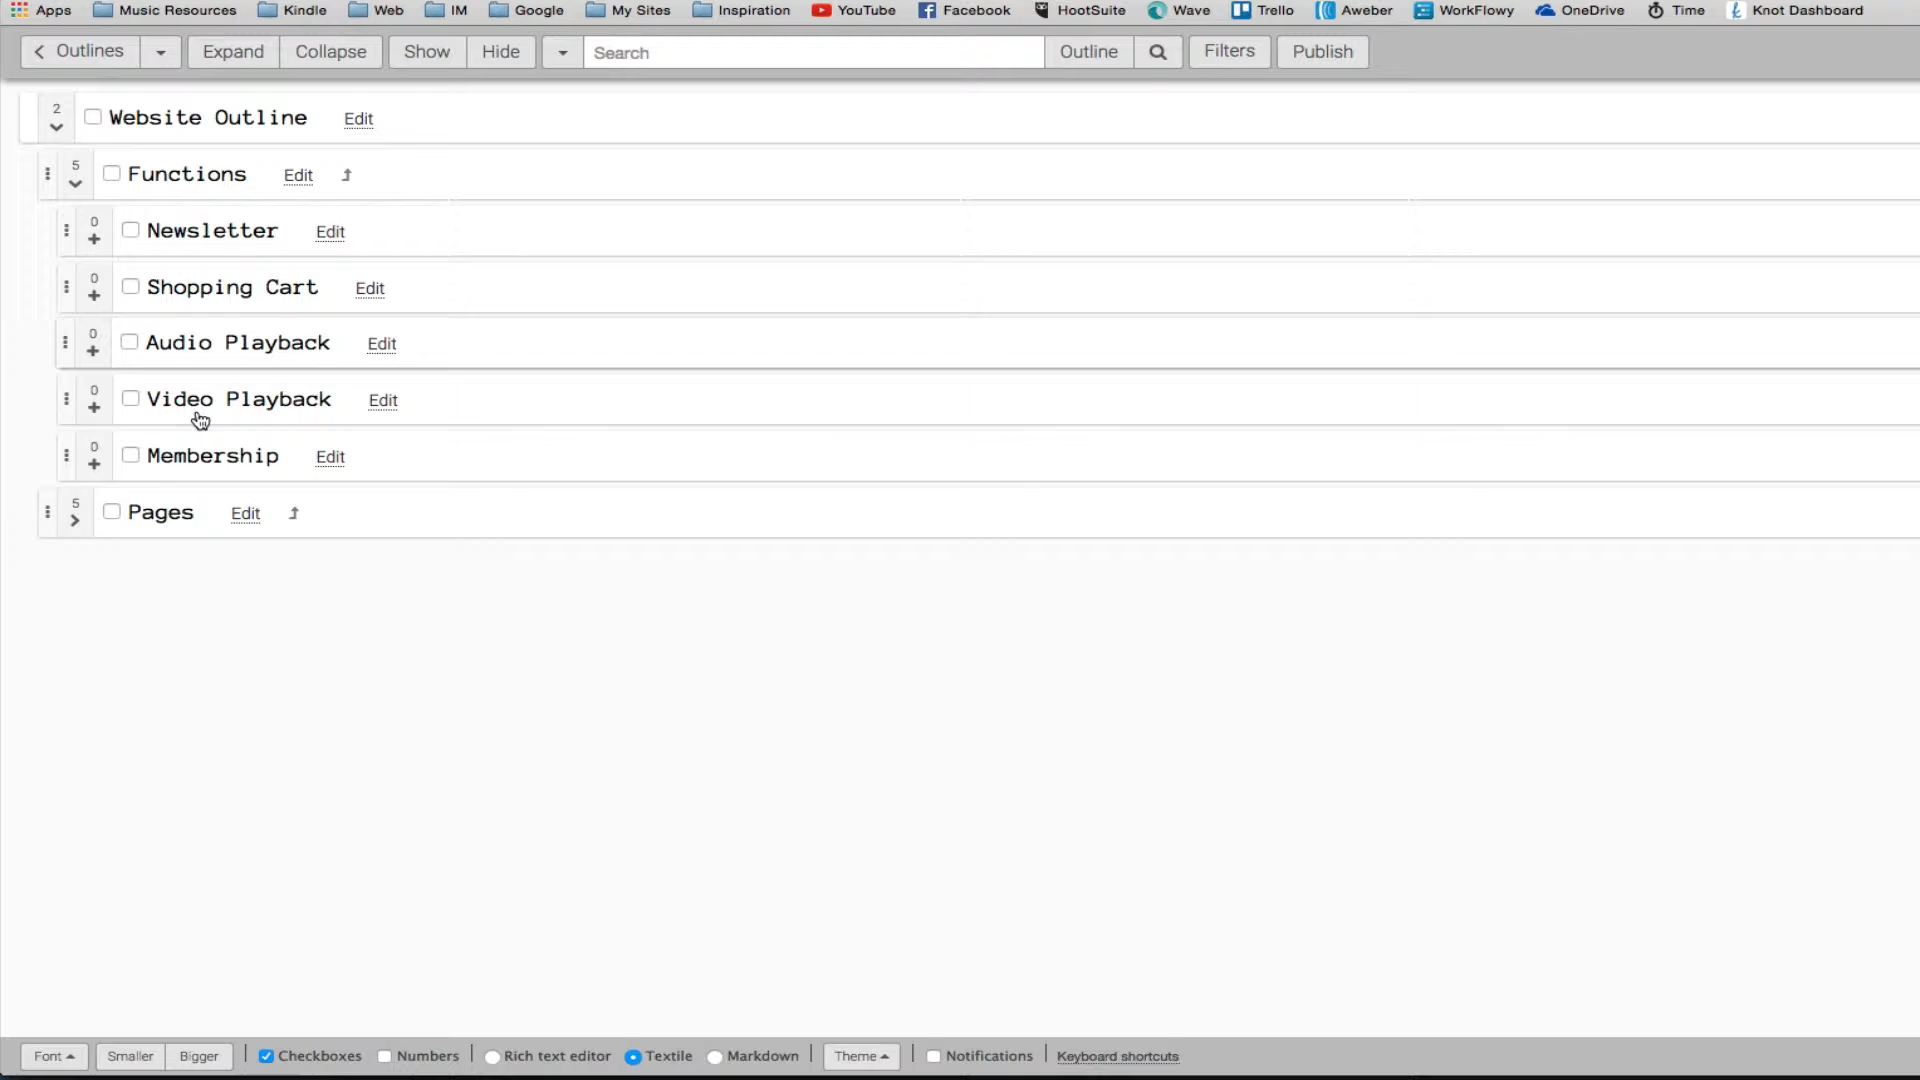 Apps Music Resources Kindle Web IM Google My Sites Inspiration YouTube Facebook HootSuite Wave Trello Aweber WorkFlowy OneDrive Time Knot Dashboard
Outlines Expand Collapse Show Hide Search Outline Filters Publish
2 Website Outline Edit
5 Functions Edit
0 Newsletter Edit
0 Shopping Cart Edit
0 Audio Playback Edit
0 Video Playback Edit
0 Membership Edit
5 Pages Edit
Font Smaller Bigger Checkboxes Numbers Rich text editor Textile Markdown Theme Notifications Keyboard shortcuts